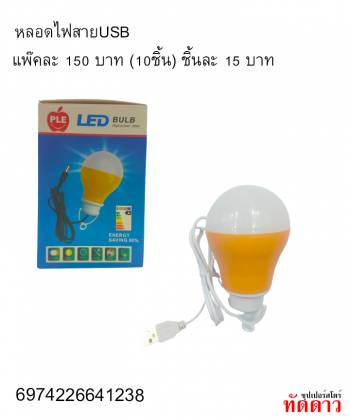 หลอดไฟสายUSB
แพ๊คละ 150 บาท (10ชิ้น) ชิ้นละ 15 บาท
PLE
LED BULB
ENERGY
SAVING 80%
6974226641238
ซุปเปอร์สโตร์
ทัดดาว